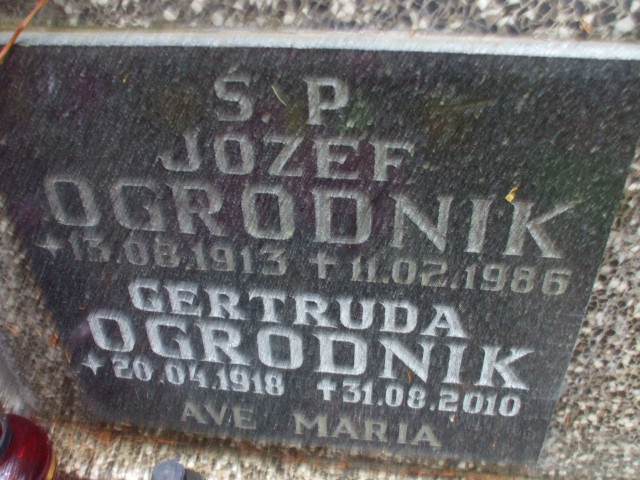 Ś. P.
JÓZEF
OGRODNIK
* 13.08.1913 † 11.02.1986
GERTRUDA
OGRODNIK
* 20.04.1918 † 31.08.2010
AVE MARIA